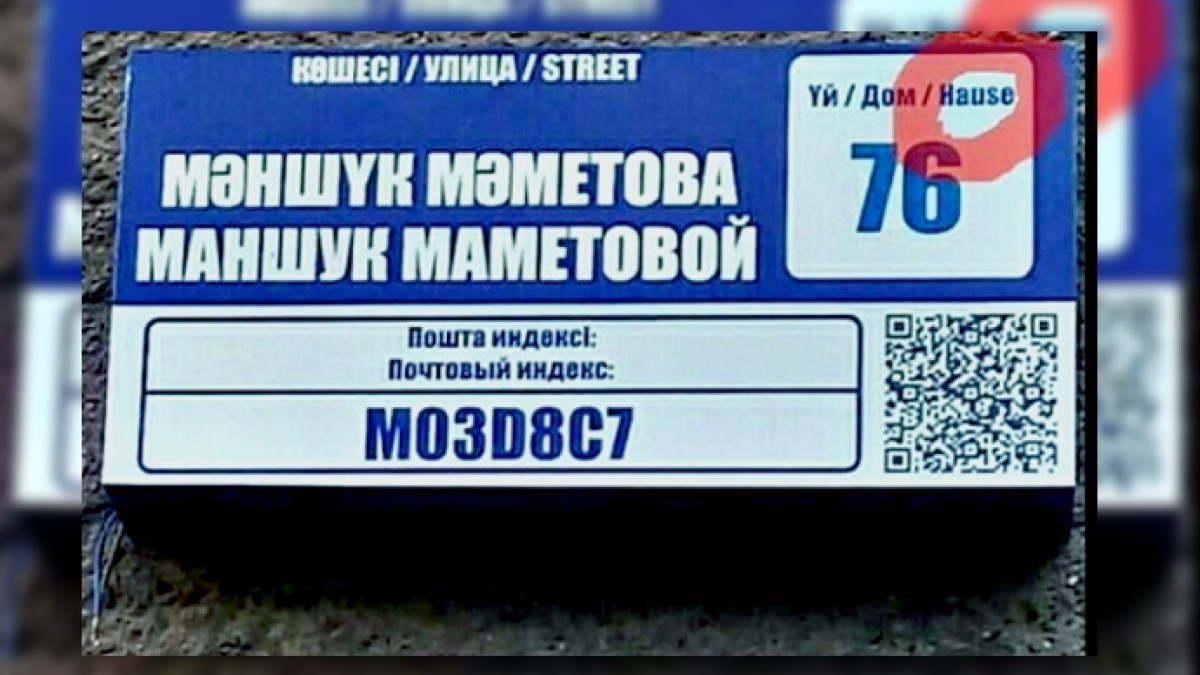 КӨШЕСІ / УЛИЦА / STREET
МӘНШҮК МӘМЕТОВА
МАНШУК МАМЕТОВОЙ
Үй / Дом / Hause
76
Пошта индексі:
Почтовый индекс:
M03D8C7